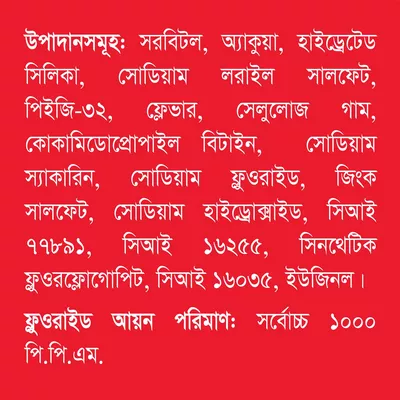 উপাদানসমূহ: সরবিটল, অ্যাকুয়া, হাইড্রেটেড
সিলিকা, সোডিয়াম লরাইল সালফেট,
পিইজি-৩২, ফ্লেভার, সেলুলোজ গাম,
কোকামিডোপ্রোপাইল বিটাইন, সোডিয়াম
স্যাকারিন, সোডিয়াম ফ্লুওরাইড, জিংক
সালফেট, সোডিয়াম হাইড্রোক্সাইড, সিআই
৭৭৮৯১, সিআই ১৬২৫৫, সিনথেটিক
ফ্লুওরফ্লোগোপিট, সিআই ১৬০৩৫, ইউজিনল।
ফ্লুওরাইড আয়ন পরিমাণ: সর্বোচ্চ ১০০০
পি.পি.এম.